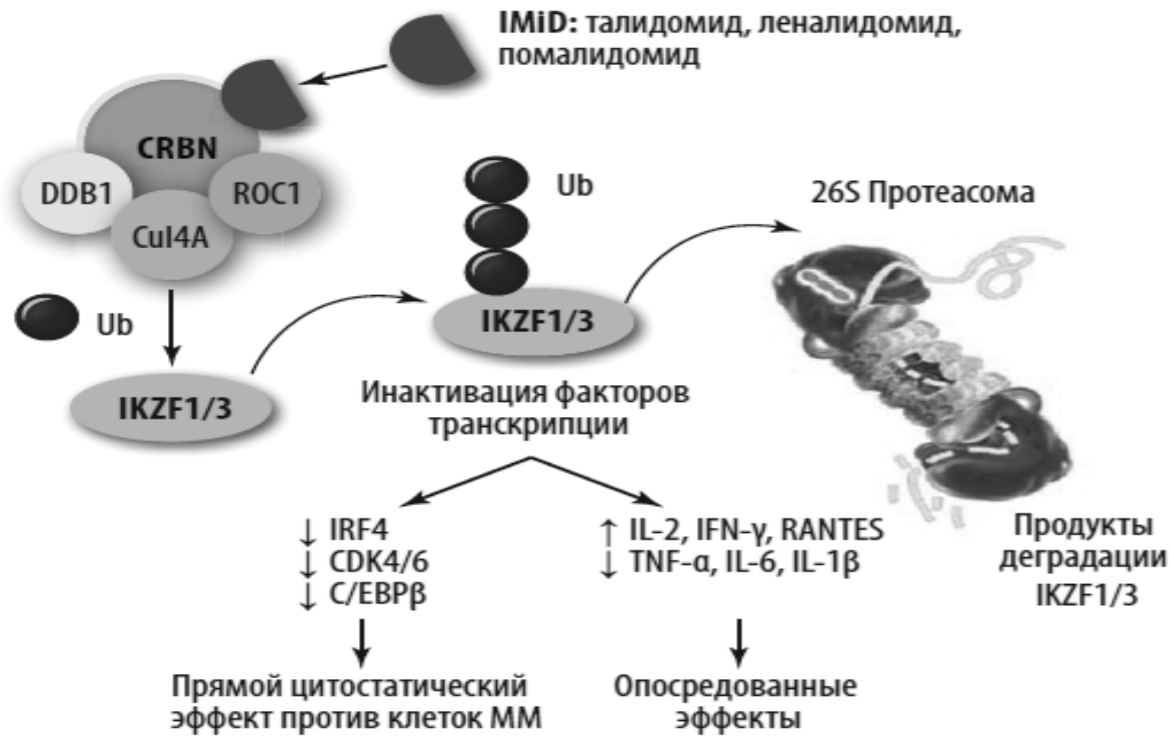 IMiD: талидомид, леналидомид,
помалидомид
CRBN
DDB1
ROC1
Cul4A
Ub
IKZF1/3
Ub
IKZF1/3
26S Протеасома
Инактивация факторов
транскрипции
↓ IRF4
↓ CDK4/6
↓ C/EBPβ
↑ IL-2, IFN-γ, RANTES
↓ TNF-α, IL-6, IL-1β
Продукты
деградации
IKZF1/3
Прямой цитостатический
эффект против клеток ММ
Опосредованные
эффекты